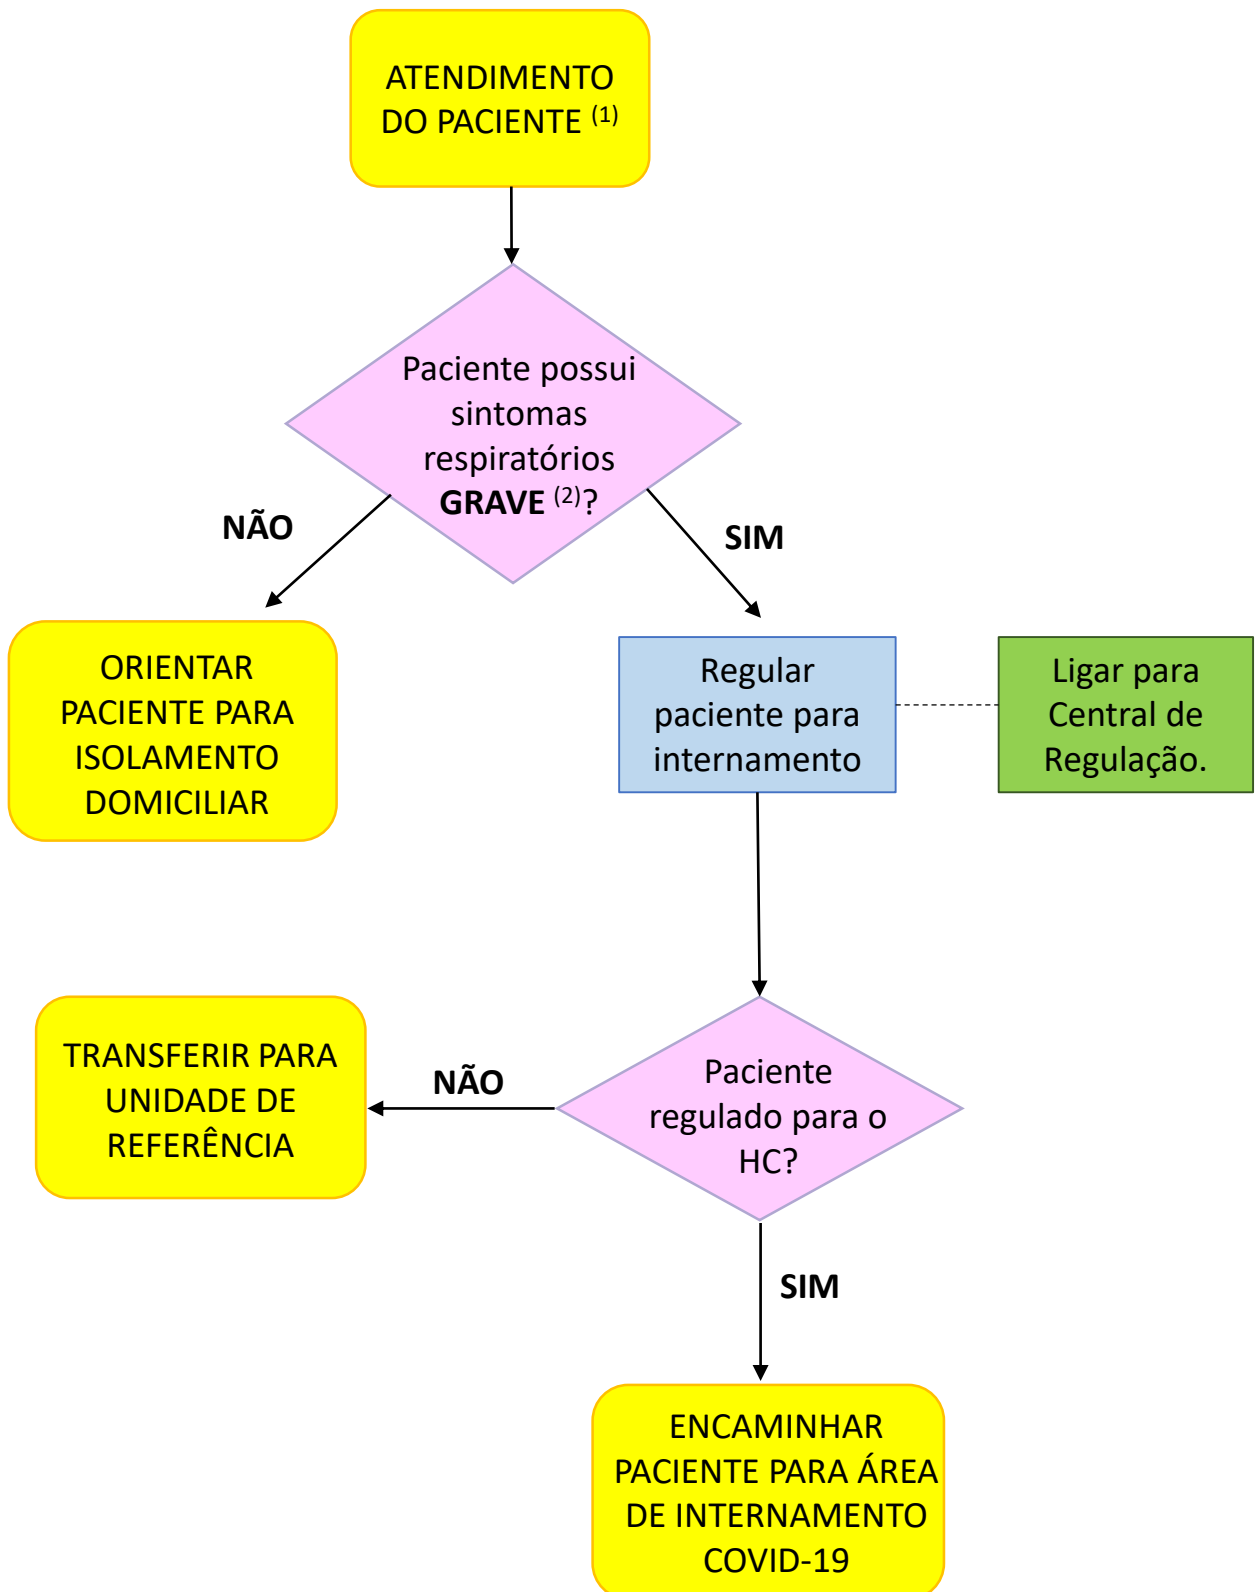 ATENDIMENTO
DO PACIENTE (1)
Paciente possui
sintomas
respiratórios
GRAVE (2)?
NÃO
SIM
ORIENTAR
PACIENTE PARA
ISOLAMENTO
DOMICILIAR
Regular
paciente para
internamento
Ligar para
Central de
Regulação.
TRANSFERIR PARA
UNIDADE DE
REFERÊNCIA
NÃO
Paciente
regulado para o
HC?
SIM
ENCAMINHAR
PACIENTE PARA ÁREA
DE INTERNAMENTO
COVID-19